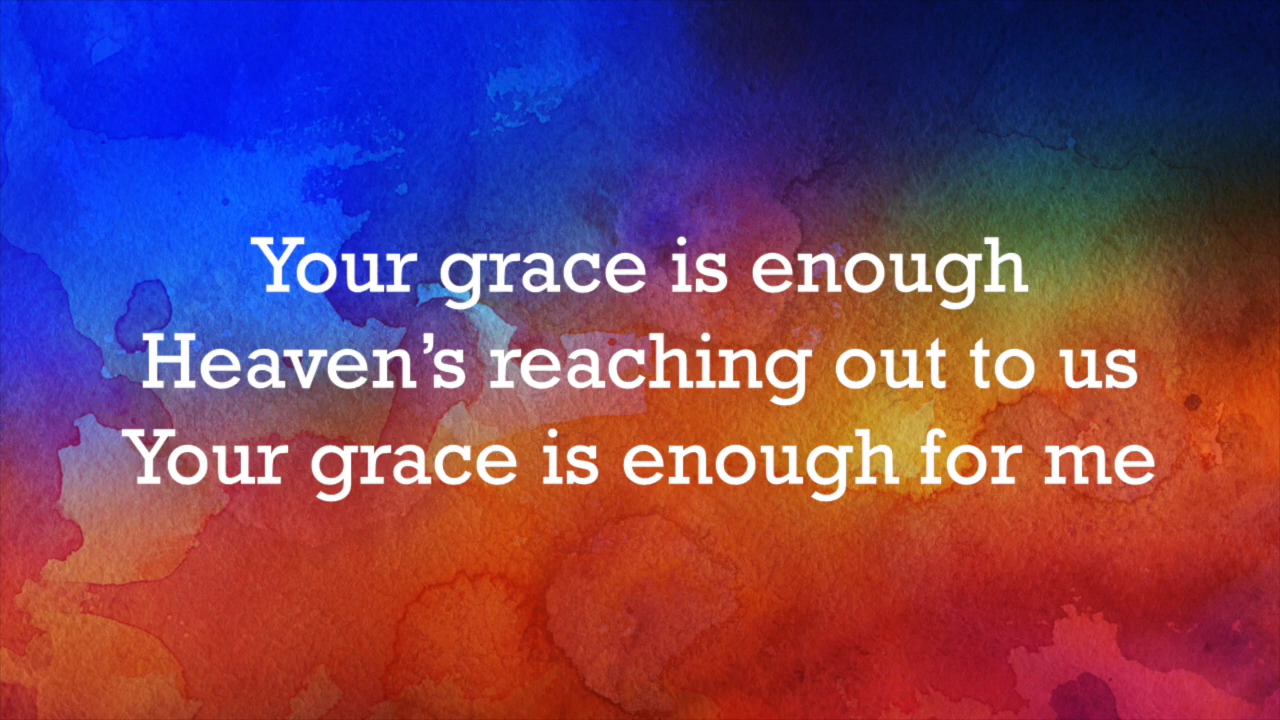 Your grace is enough
Heaven’s reaching out to us
Your grace is enough for me